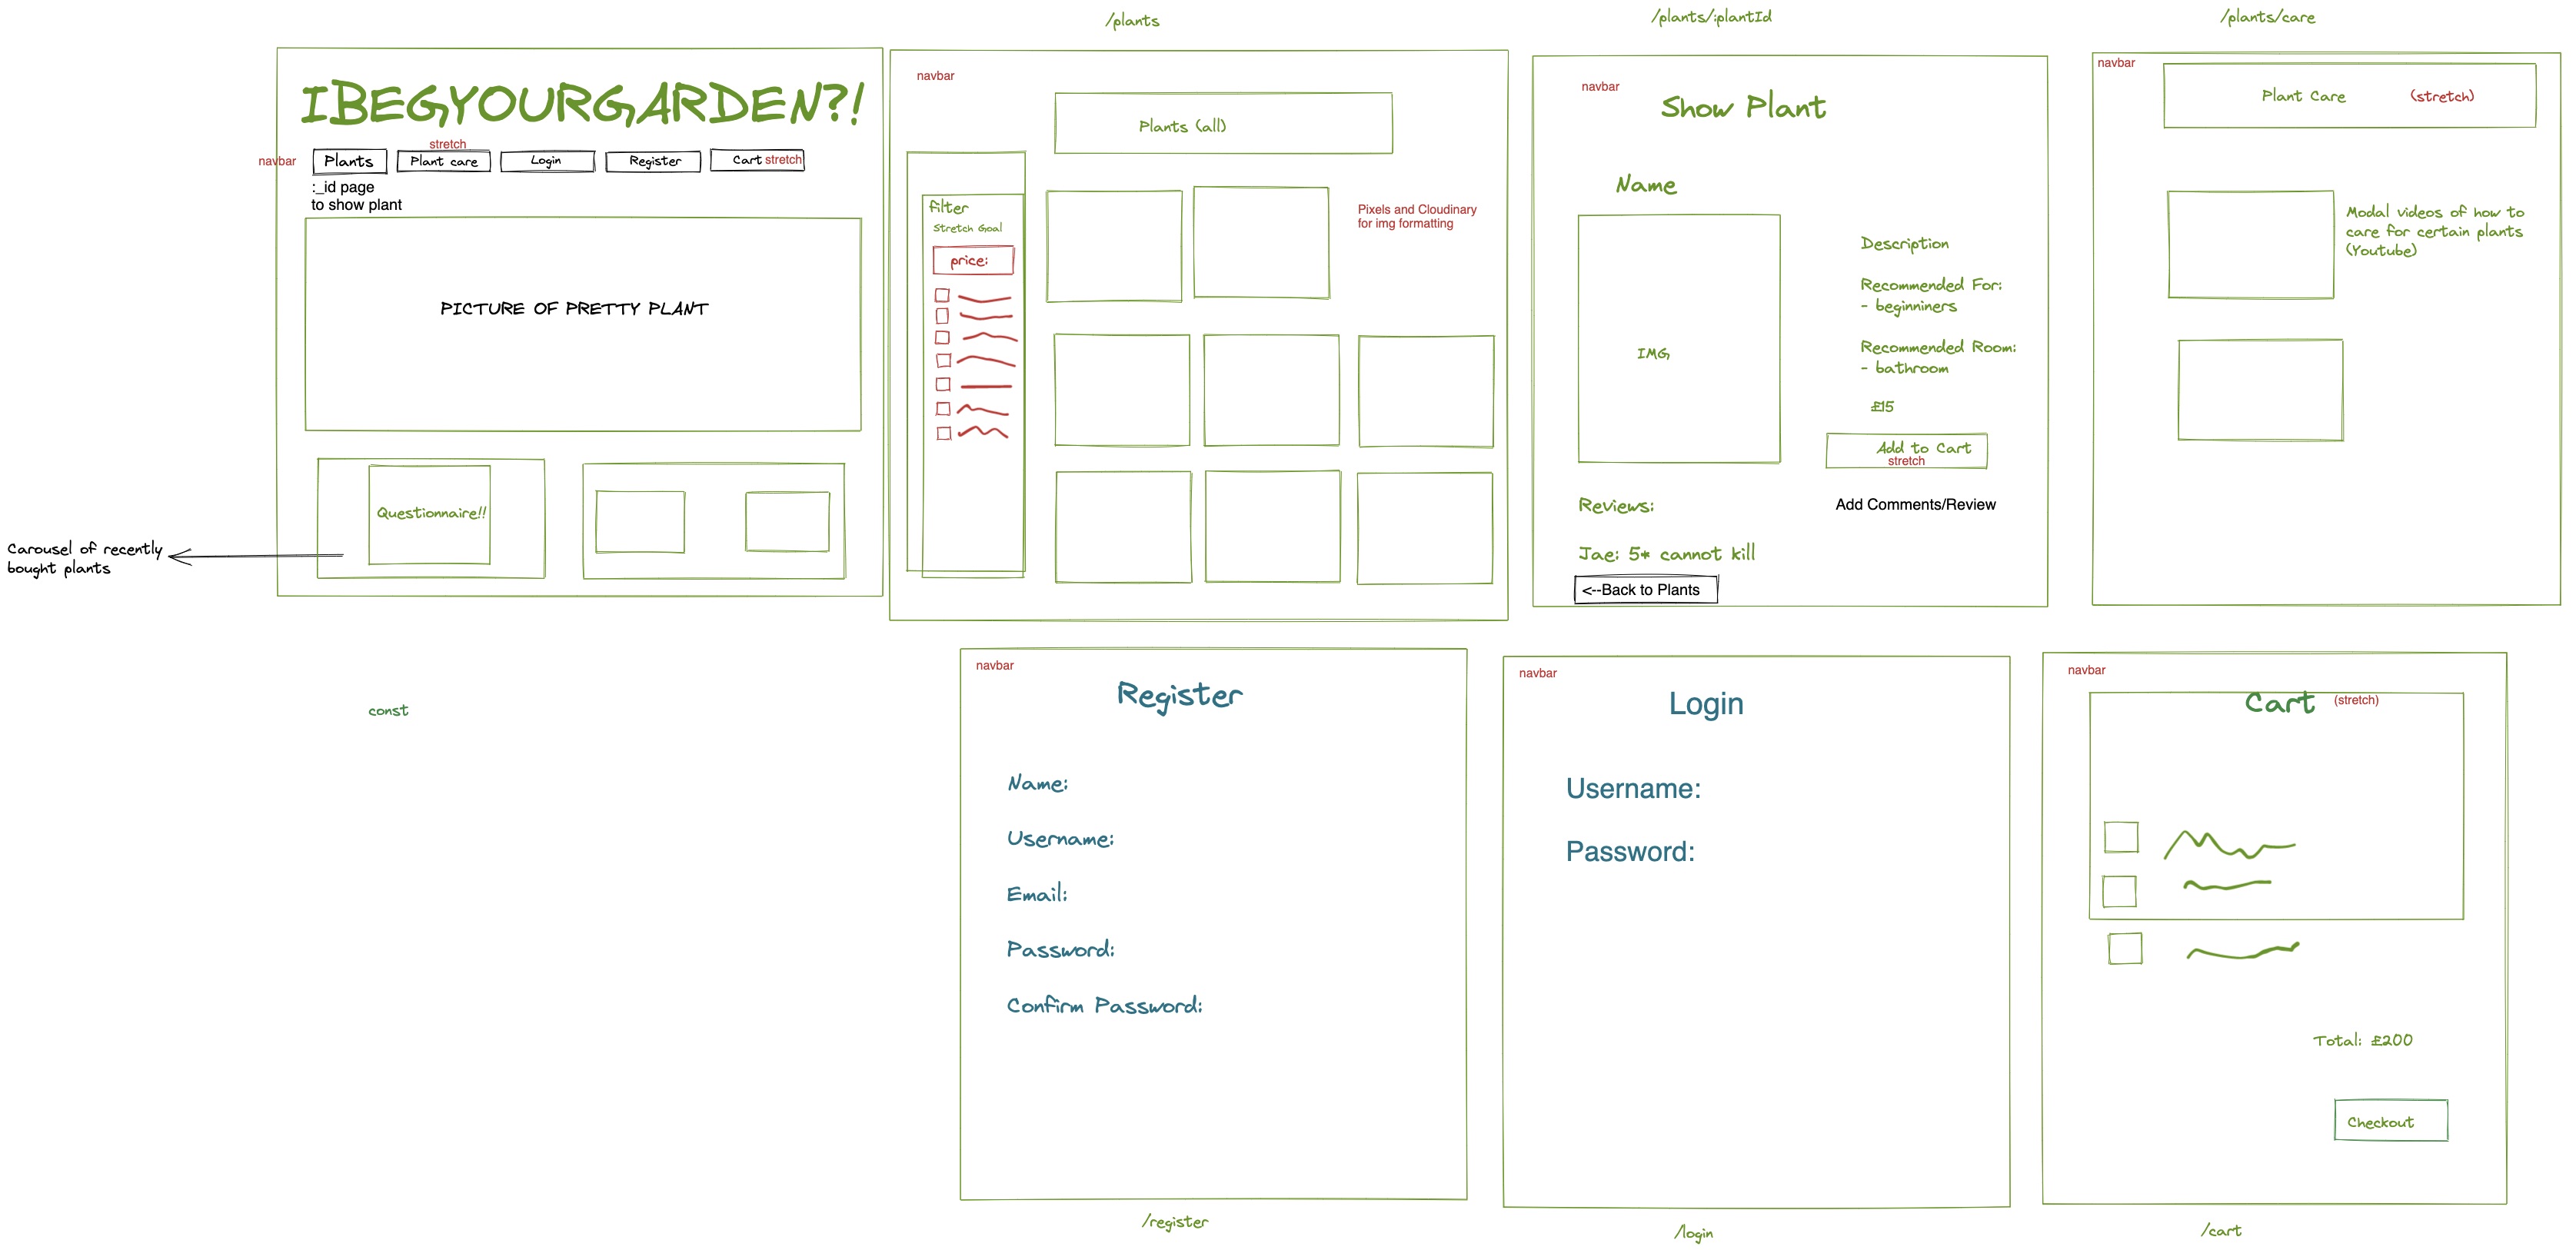 /plants
/plants/:plantId
/plants/care
IBEGYOURGARDEN?!
stretch
navbar
Plants
Plant care
Login
Register
Cart stretch
:_id page
to show plant
PICTURE OF PRETTY PLANT
Questionnaire!!
Carousel of recently
bought plants
navbar
Plants (all)
filter
Stretch Goal
price:
Pixels and Cloudinary
for img formatting
navbar
Show Plant
Name
IMG
Description
Recommended For:
- beginniners
Recommended Room:
- bathroom
£15
Add to Cart
stretch
Reviews:
Add Comments/Review
Jae: 5* cannot kill
<--Back to Plants
navbar
Plant Care
(stretch)
Modal videos of how to
care for certain plants
(Youtube)
const
navbar
Register
Name:
Username:
Email:
Password:
Confirm Password:
/register
navbar
Login
Username:
Password:
/login
navbar
Cart
(stretch)
Total: £200
Checkout
/cart